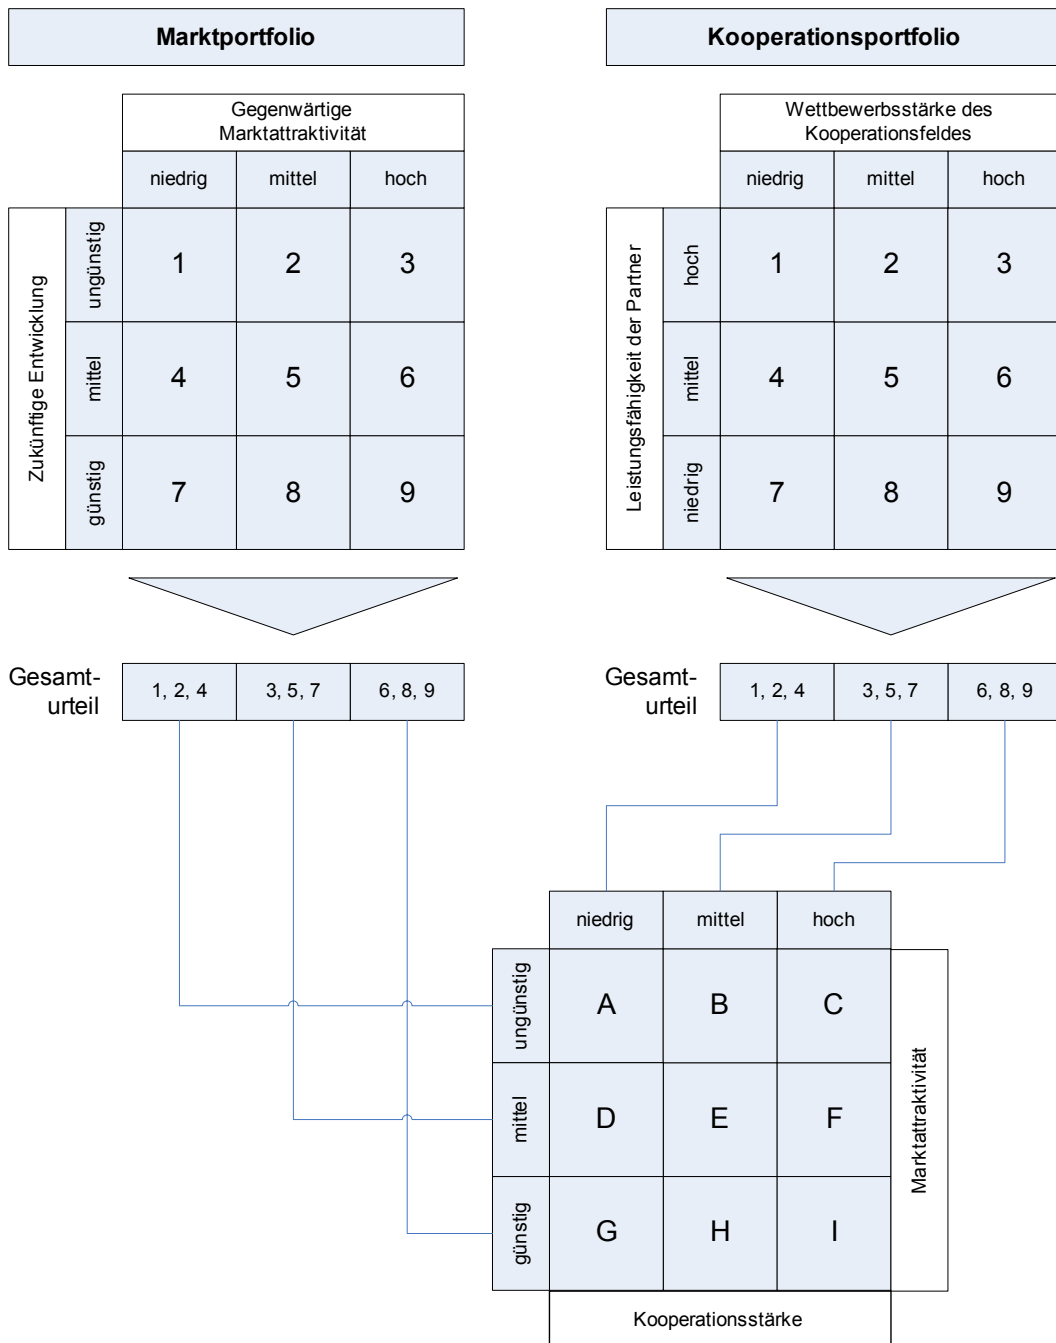 Marktportfolio
Gegenwärtige
Marktattraktivität
niedrig mittel hoch
Zukünftige Entwicklung
ungünstig 1 2 3
mittel 4 5 6
günstig 7 8 9
Gesamt-
urteil
1, 2, 4 3, 5, 7 6, 8, 9
Kooperationsportfolio
Wettbewerbsstärke des
Kooperationsfeldes
niedrig mittel hoch
Leistungsfähigkeit der Partner
hoch 1 2 3
mittel 4 5 6
niedrig 7 8 9
Gesamt-
urteil
1, 2, 4 3, 5, 7 6, 8, 9
niedrig mittel hoch
ungünstig A B C
mittel D E F
günstig G H I
Marktattraktivität
Kooperationsstärke